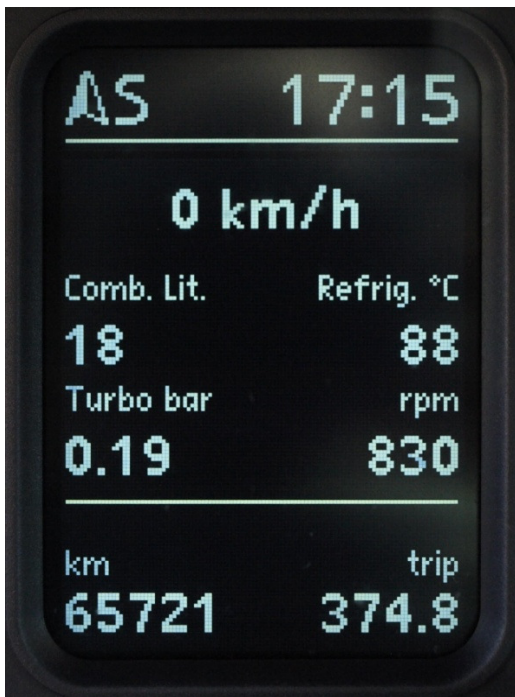 S 17:15
0 km/h
Comb. Lit. Refrig. °C
18 88
Turbo bar rpm
0.19 830
km trip
65721 374.8